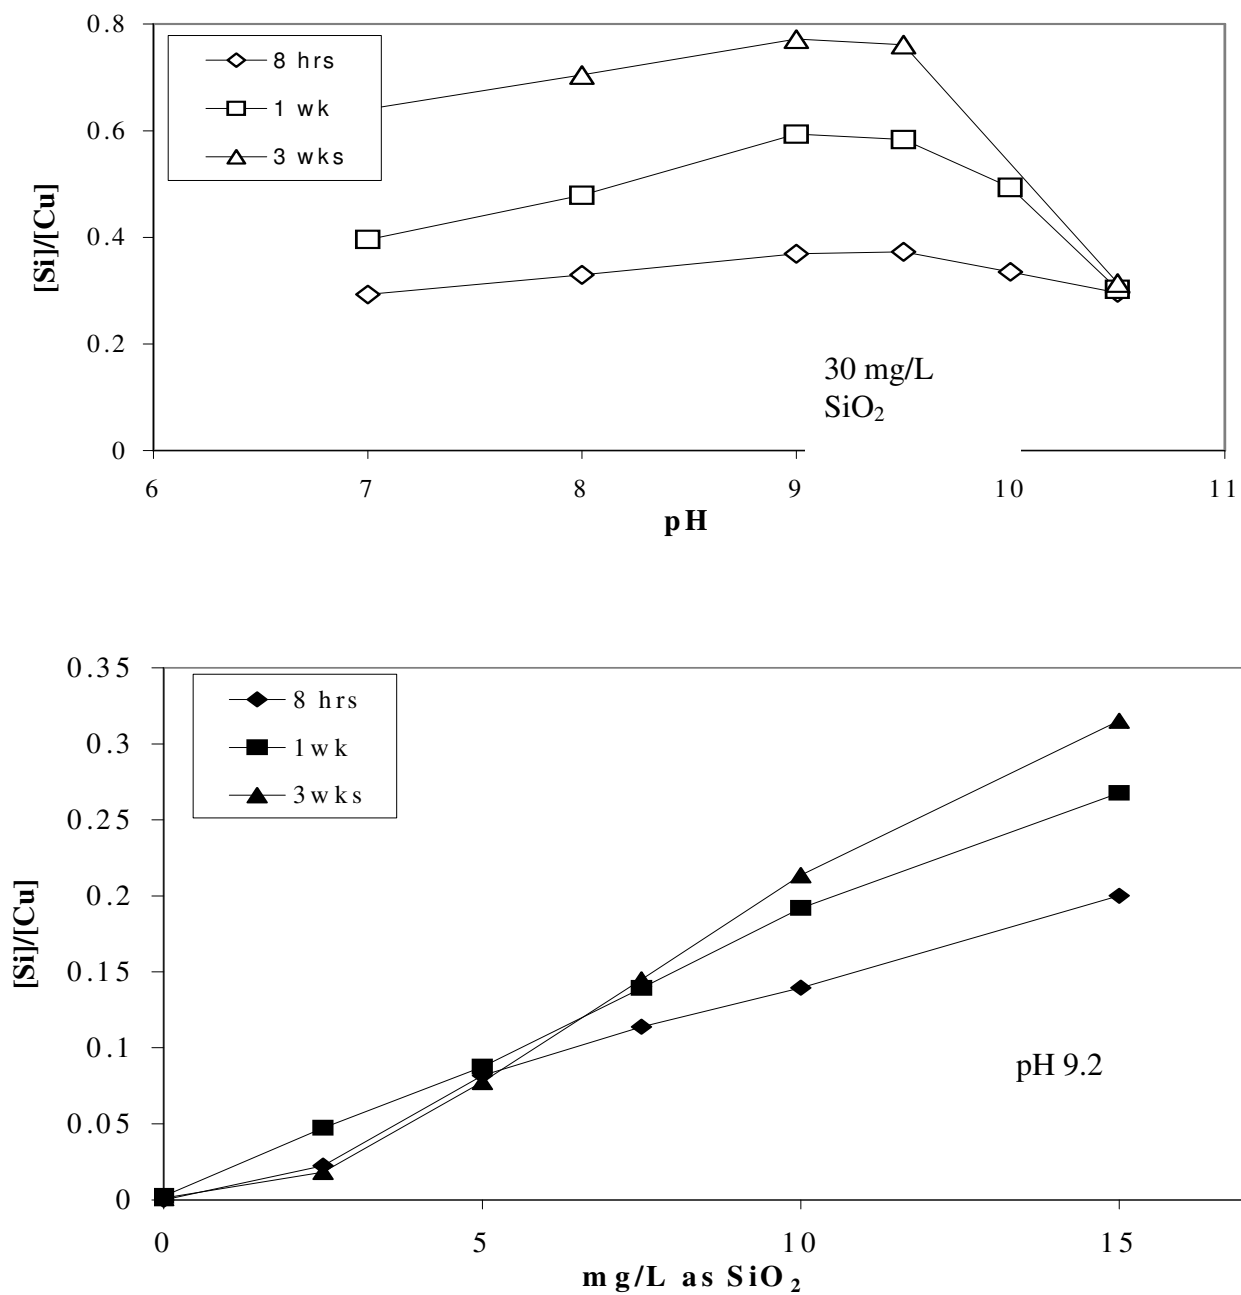 0.8
8 hrs
1 wk
3 wks
0.6
0.4
0.2
0
[Si]/[Cu]
30 mg/L
SiO₂
6 7 8 9 10 11
pH
0.35
8 hrs
1wk
3wks
0.3
0.25
0.2
0.15
0.1
0.05
0
[Si]/[Cu]
pH 9.2
0 5 10 15
mg/L as SiO₂